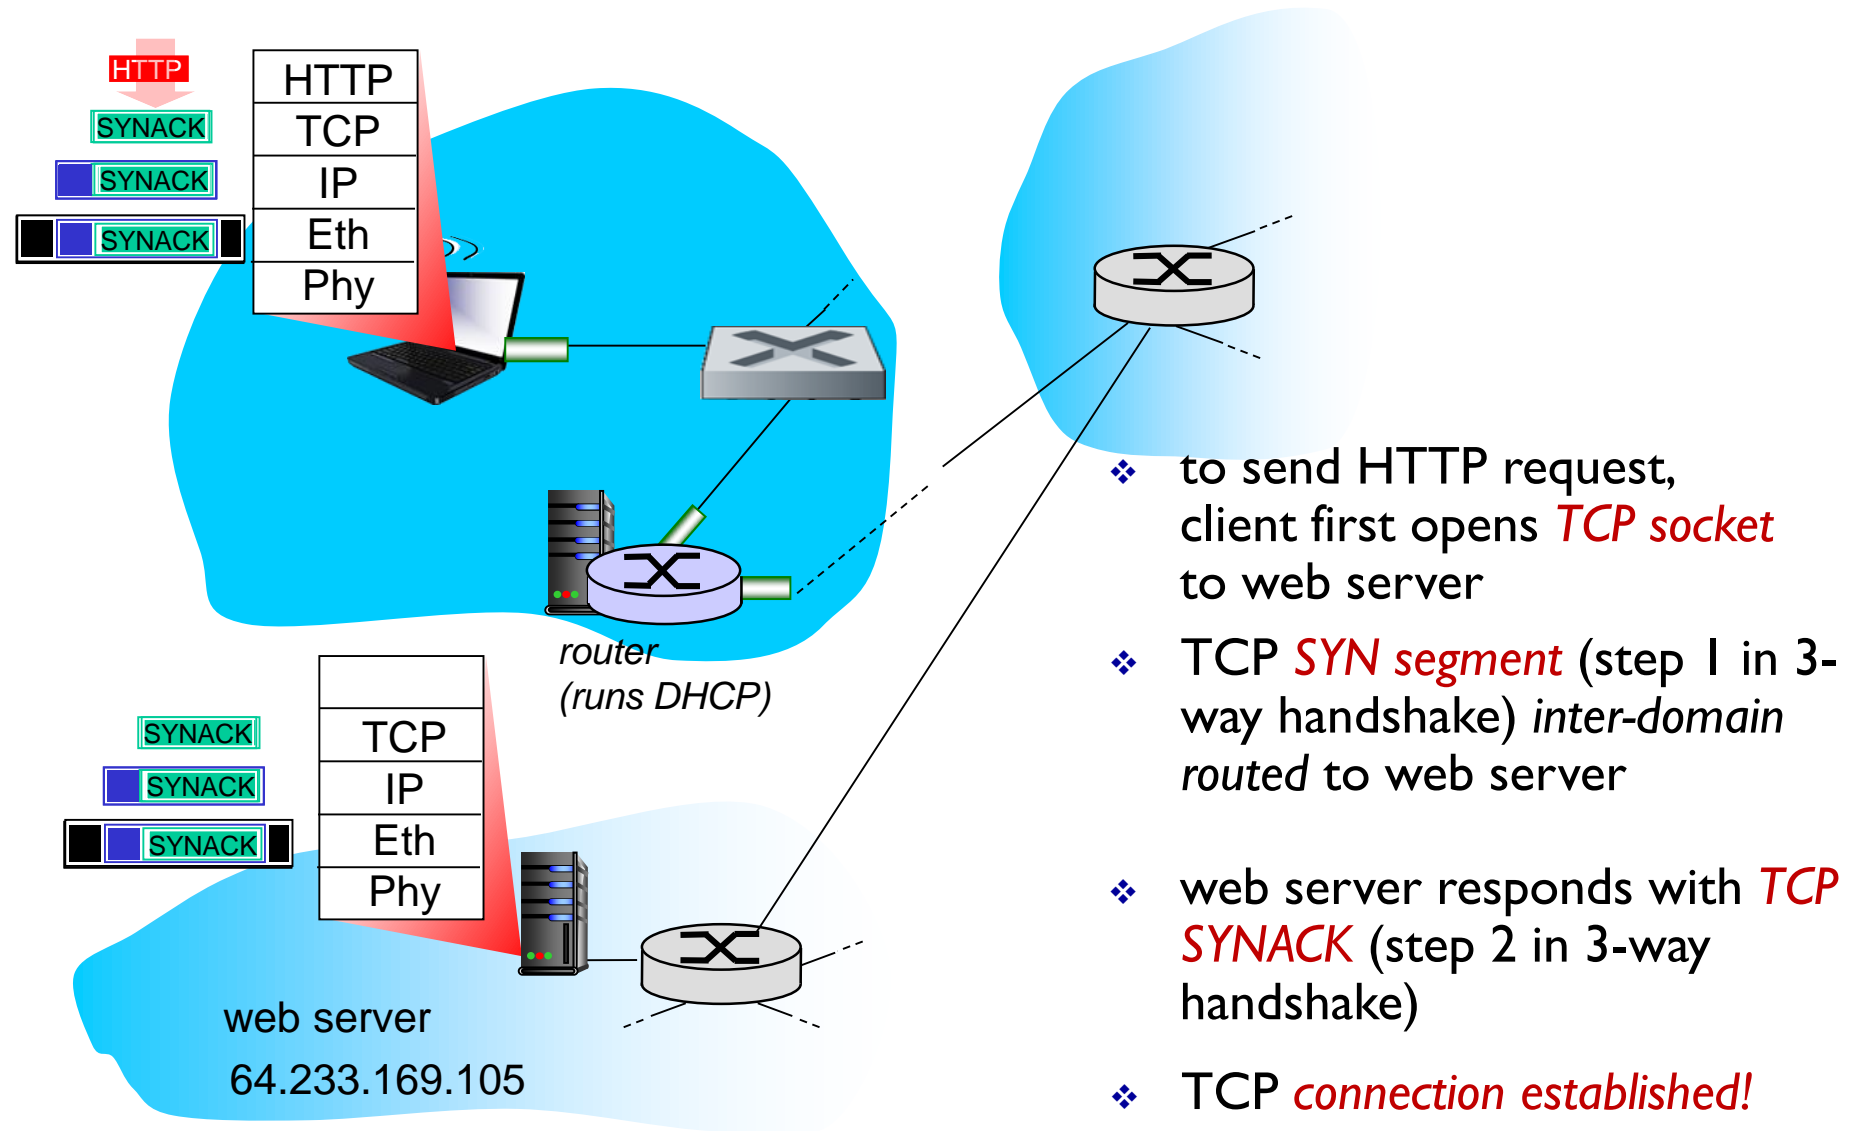 HTTP
SYNACK
SYNACK
SYNACK
HTTP
TCP
IP
Eth
Phy
router
(runs DHCP)
SYNACK
SYNACK
SYNACK
TCP
IP
Eth
Phy
web server
64.233.169.105
❖ to send HTTP request,
client first opens TCP socket
to web server
❖ TCP SYN segment (step 1 in 3-
way handshake) inter-domain
routed to web server
❖ web server responds with TCP
SYNACK (step 2 in 3-way
handshake)
❖ TCP connection established!